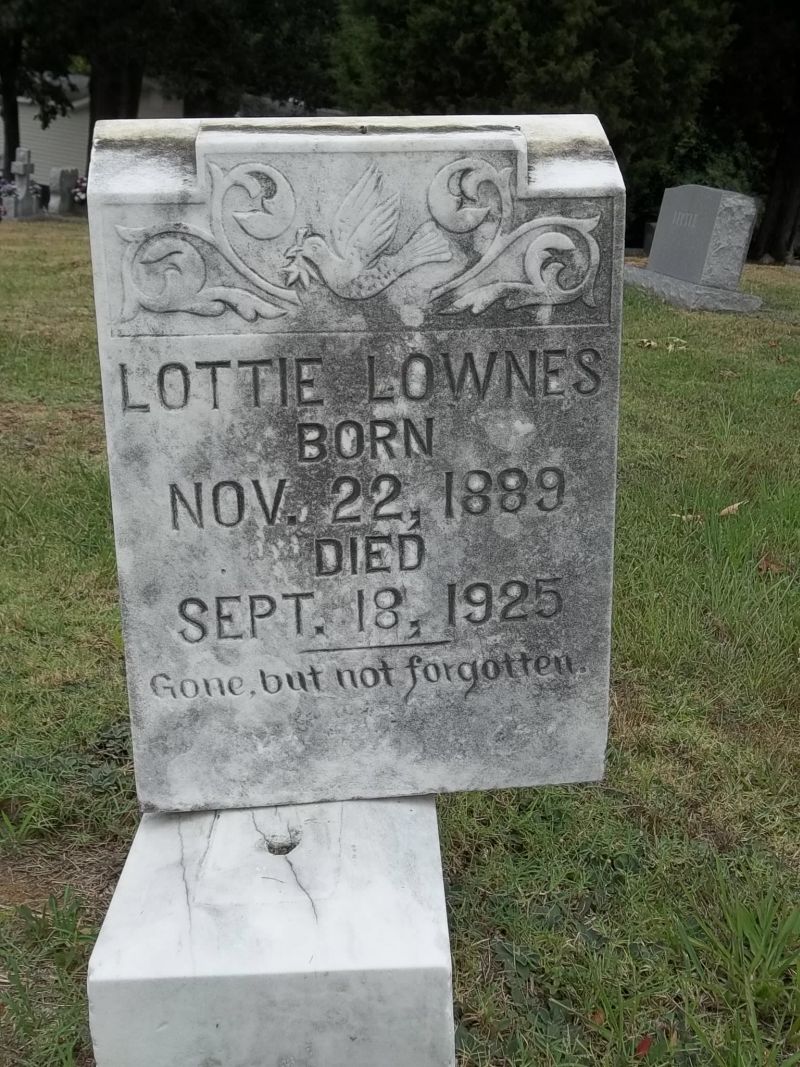 LOTTIE LOWNES
BORN
NOV. 22, 1889
DIED
SEPT. 18, 1925
Gone, but not forgotten.